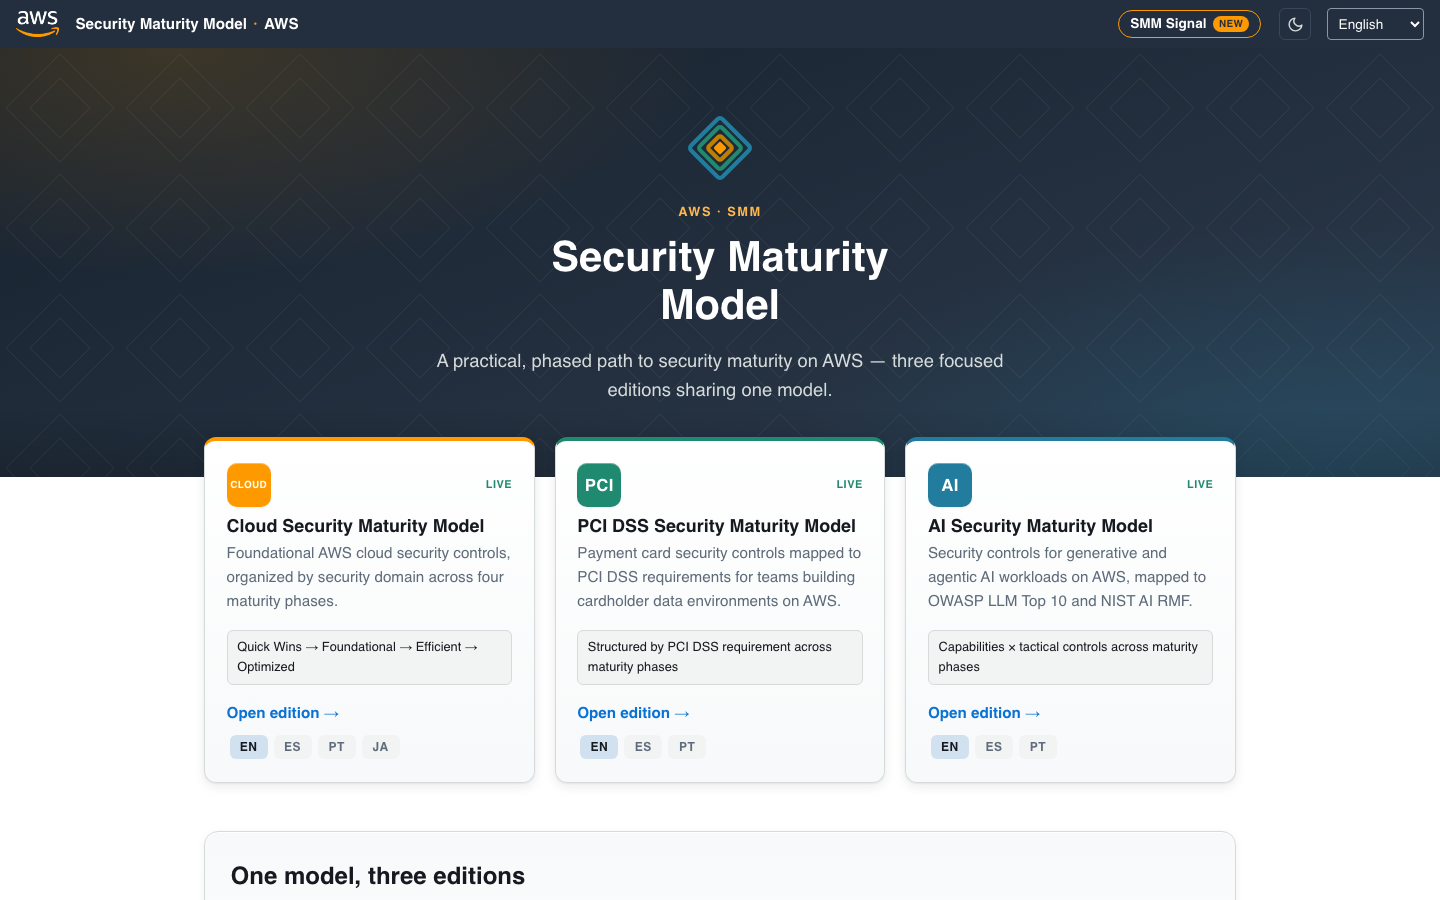 aws
Security Maturity Model · AWS
SMM Signal NEW
English
AWS · SMM
Security Maturity
Model
A practical, phased path to security maturity on AWS — three focused
editions sharing one model.
CLOUD
LIVE
Cloud Security Maturity Model
Foundational AWS cloud security controls,
organized by security domain across four
maturity phases.
Quick Wins → Foundational → Efficient →
Optimized
Open edition →
EN ES PT JA
PCI
LIVE
PCI DSS Security Maturity Model
Payment card security controls mapped to
PCI DSS requirements for teams building
cardholder data environments on AWS.
Structured by PCI DSS requirement across
maturity phases
Open edition →
EN ES PT
AI
LIVE
AI Security Maturity Model
Security controls for generative and
agentic AI workloads on AWS, mapped to
OWASP LLM Top 10 and NIST AI RMF.
Capabilities × tactical controls across maturity
phases
Open edition →
EN ES PT
One model, three editions